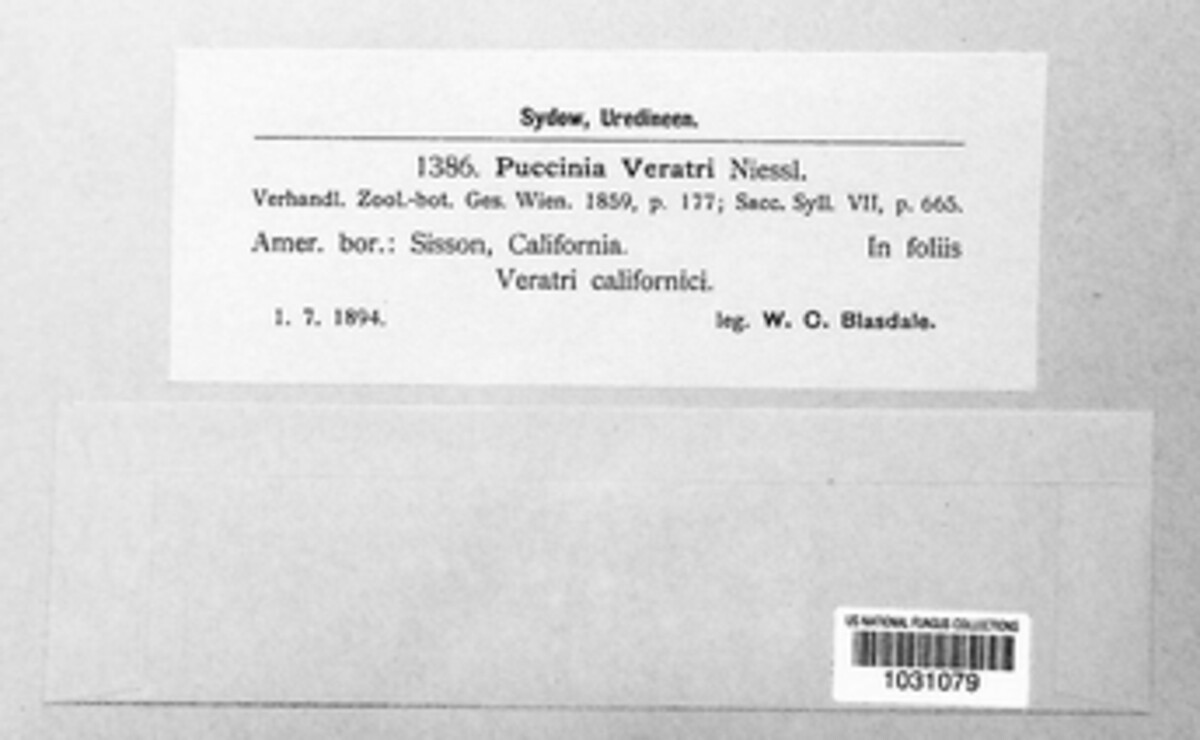 Sydow, Uredineen.
1386. Puccinia Veratri Niessl.
Verhandl. Zool.-bot. Ges. Wien. 1859, p. 177; Sacc. Syll. VII, p. 665.
Amer. bor.: Sisson, California. In foliis
Veratri californici.
1. 7. 1894. leg. W. C. Blasdale.
US NATIONAL FUNGUS COLLECTIONS
1031079